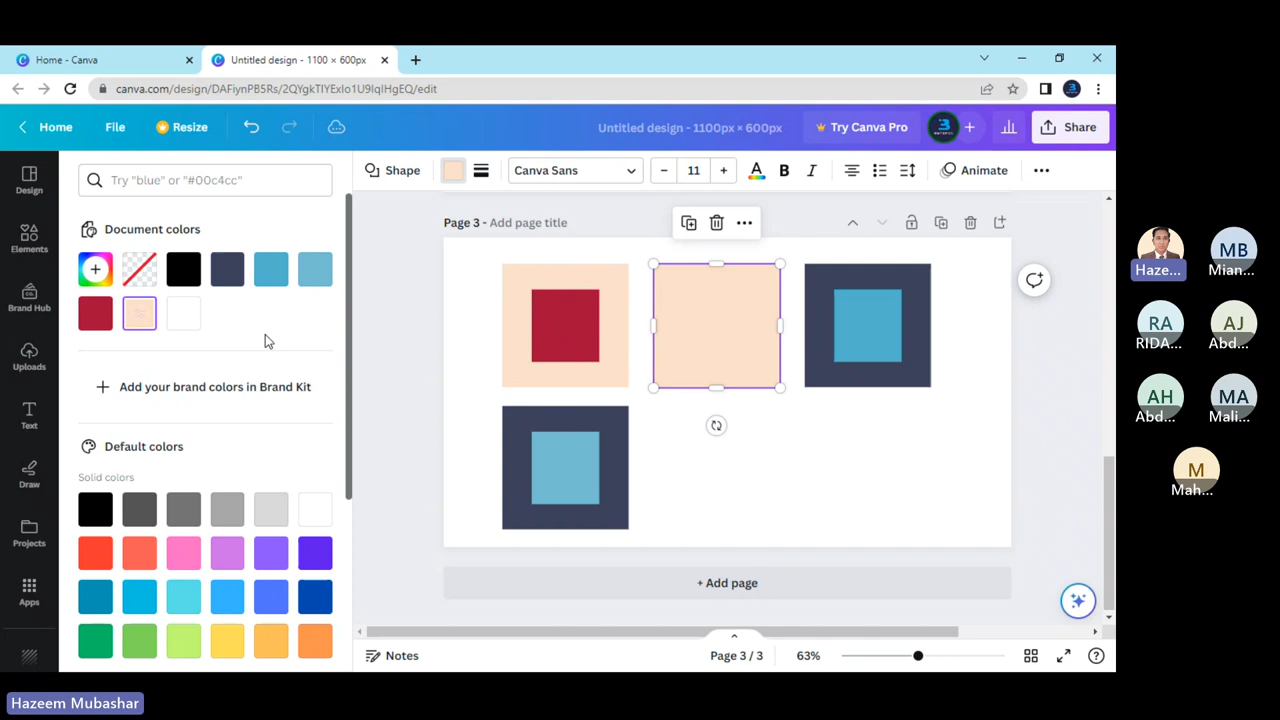 Home - Canva
Untitled design - 1100 × 600px
canva.com/design/DAFiynPB5Rs/2QYgkTIYExIo1U9lqIHgEQ/edit
Home
File
Resize
Untitled design - 1100px × 600px
Try Canva Pro
Share
Design
Elements
Brand Hub
Uploads
Text
Draw
Projects
Apps
Try "blue" or "#00c4cc"
Document colors
Add your brand colors in Brand Kit
Default colors
Solid colors
Shape
Canva Sans
11
A
B
I
Animate
Page 3 - Add page title
+ Add page
Notes
Page 3 / 3
63%
Haze...
MB
Mian...
RA
RIDA...
AJ
Abd...
AH
Abd...
MA
Mali...
M
Mah...
Hazeem Mubashar